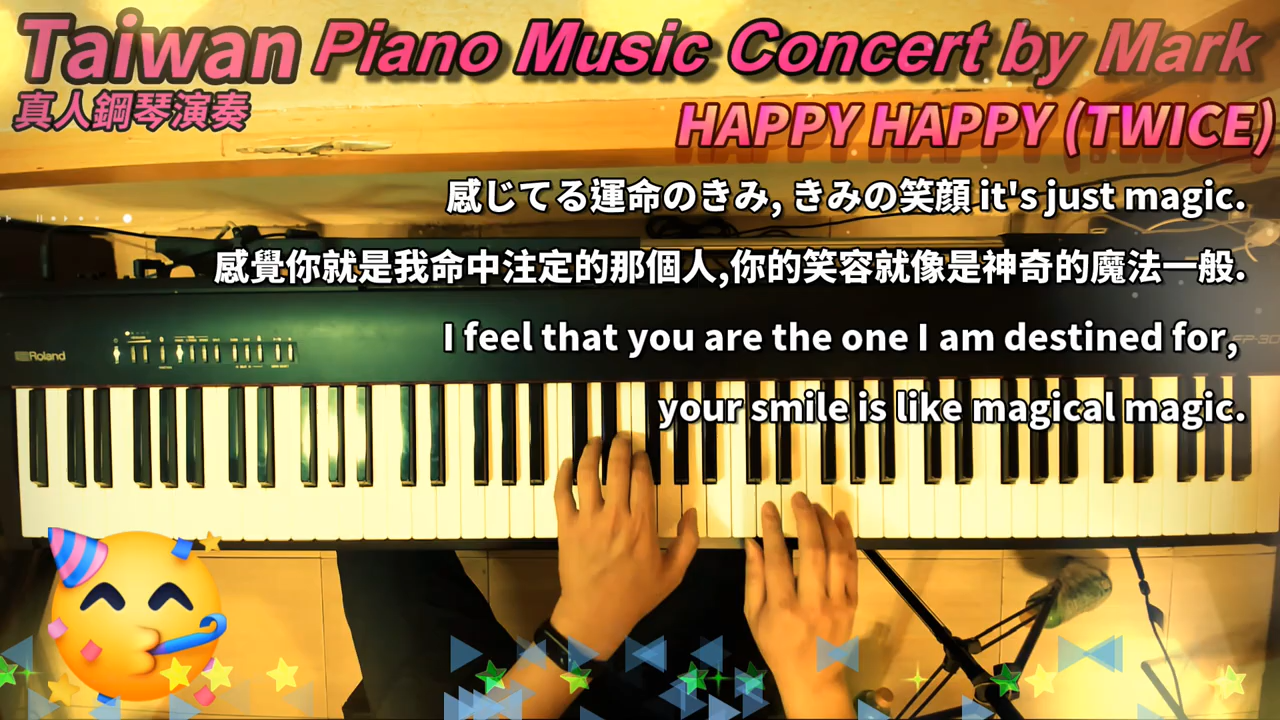 Taiwan Piano Music Concert by Mark
真人鋼琴演奏
HAPPY HAPPY (TWICE)
感じてる運命のきみ, きみの笑顔 it's just magic.
感覺你就是我命中注定的那個人,你的笑容就像是神奇的魔法一般.
I feel that you are the one I am destined for,
your smile is like magical magic.
Roland